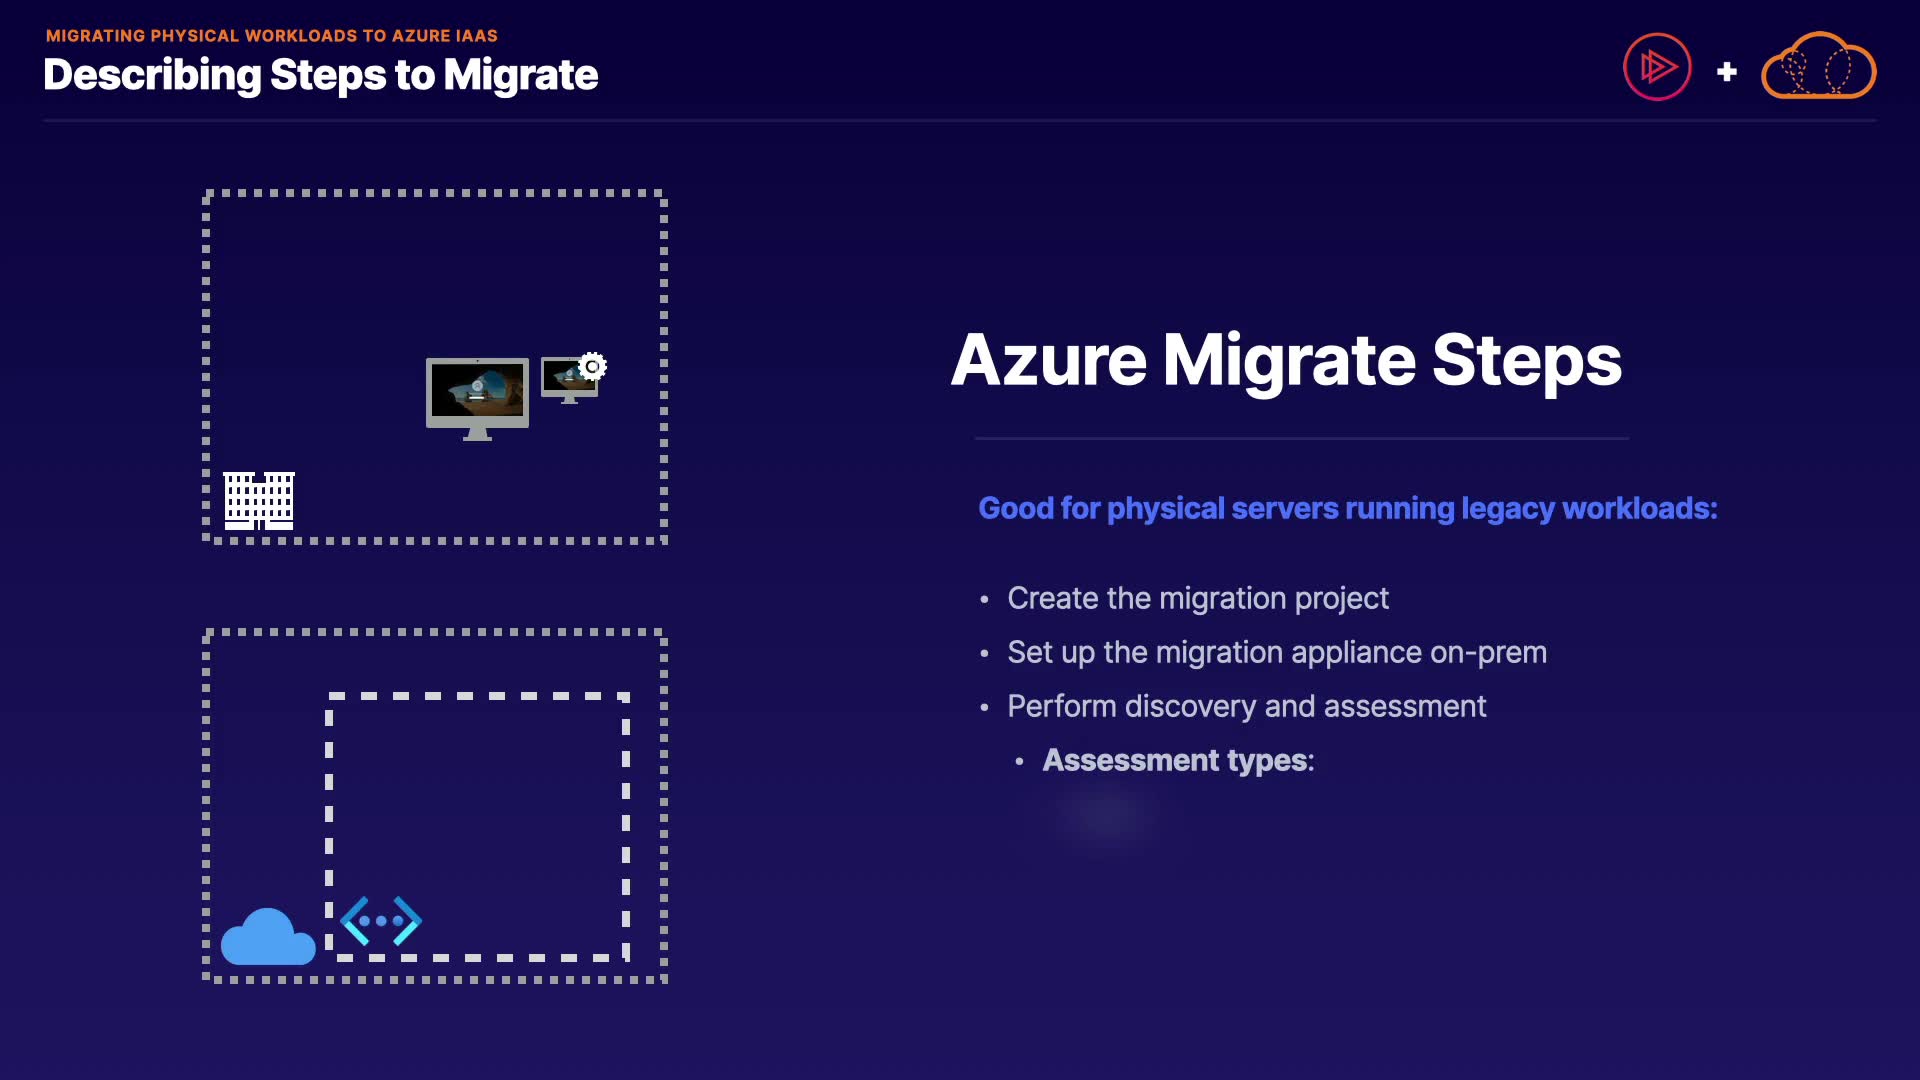 MIGRATING PHYSICAL WORKLOADS TO AZURE IAAS
Describing Steps to Migrate
Azure Migrate Steps
Good for physical servers running legacy workloads:
• Create the migration project
• Set up the migration appliance on-prem
• Perform discovery and assessment
• Assessment types: